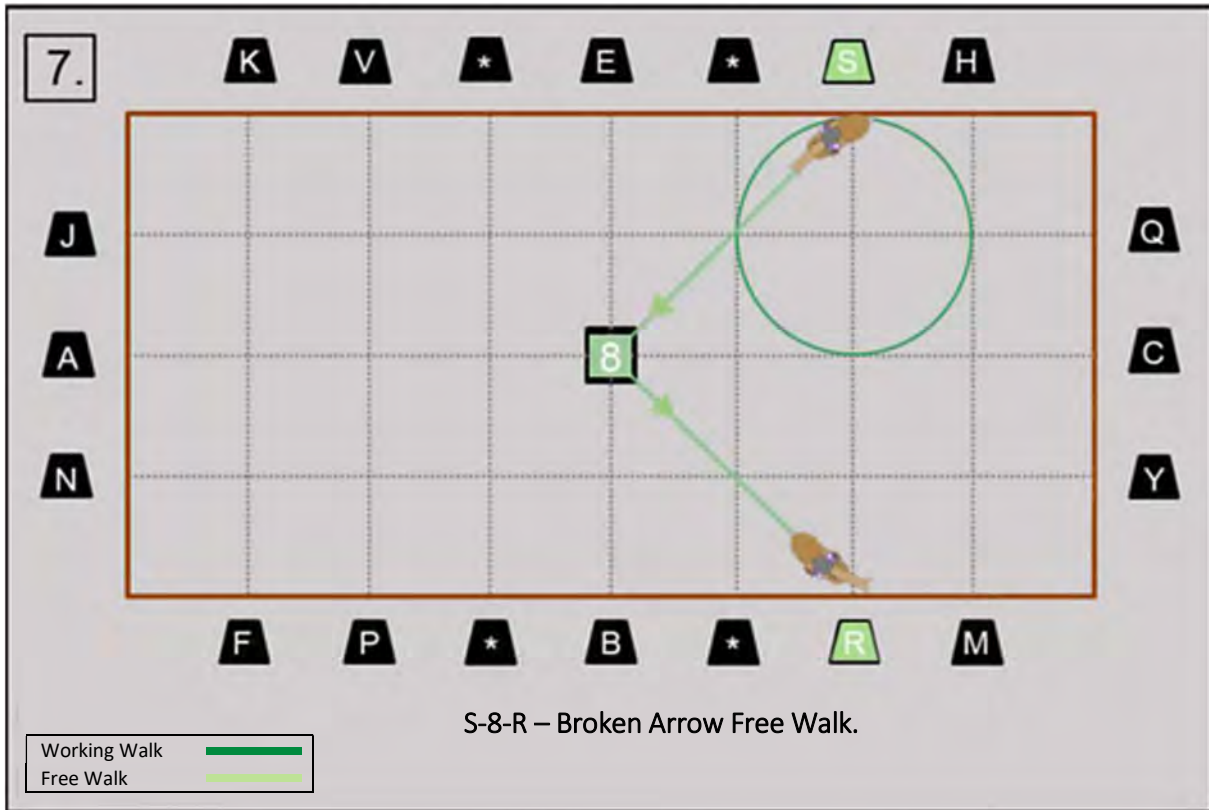 7.
K V * E * S H
J Q
8
A C
N Y
F P * B * R M
S-8-R – Broken Arrow Free Walk.
Working Walk
Free Walk